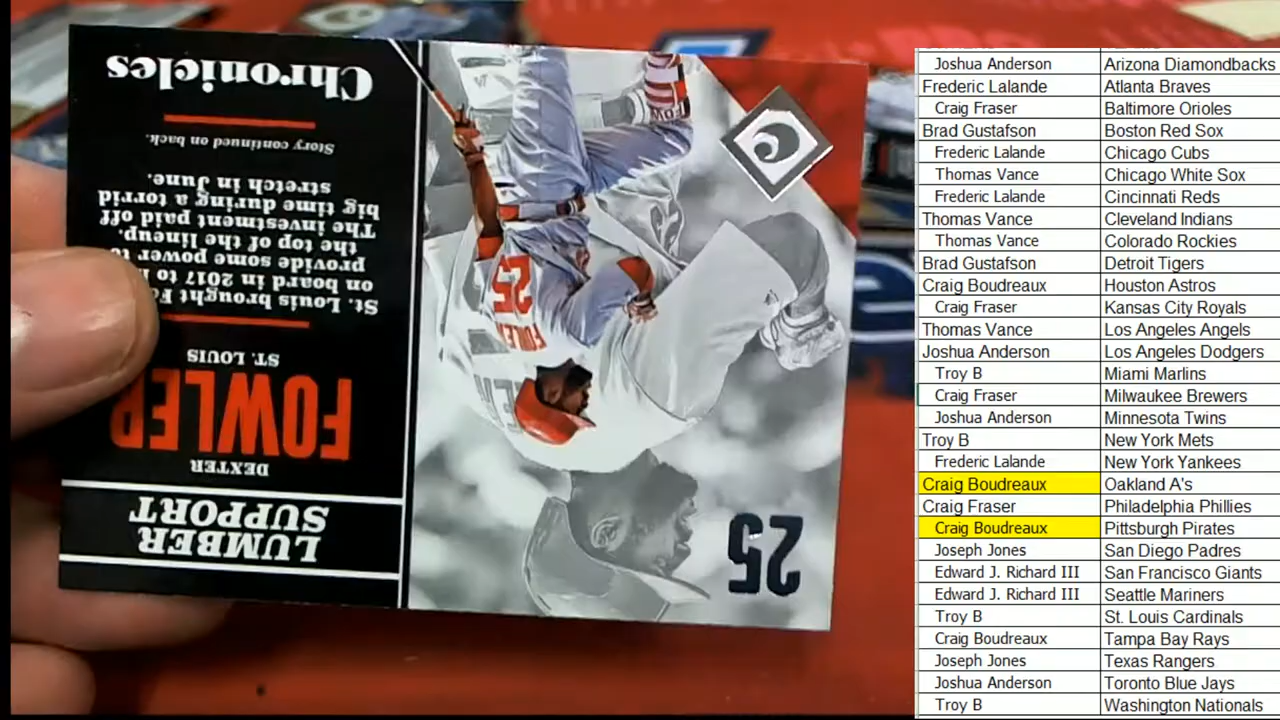 Chronicles
Story continued on back.
stretch in June.
big time during a torrid
The investment paid off
the top of the lineup.
provide some power to
on board in 2017 to
St. Louis brought
ST. LOUIS
FOWLER
DEXTER
LUMBER
SUPPORT
25
FOWLER
25
Joshua Anderson Arizona Diamondbacks
Frederic Lalande Atlanta Braves
Craig Fraser Baltimore Orioles
Brad Gustafson Boston Red Sox
Frederic Lalande Chicago Cubs
Thomas Vance Chicago White Sox
Frederic Lalande Cincinnati Reds
Thomas Vance Cleveland Indians
Thomas Vance Colorado Rockies
Brad Gustafson Detroit Tigers
Craig Boudreaux Houston Astros
Craig Fraser Kansas City Royals
Thomas Vance Los Angeles Angels
Joshua Anderson Los Angeles Dodgers
Troy B Miami Marlins
Craig Fraser Milwaukee Brewers
Joshua Anderson Minnesota Twins
Troy B New York Mets
Frederic Lalande New York Yankees
Craig Boudreaux Oakland A's
Craig Fraser Philadelphia Phillies
Craig Boudreaux Pittsburgh Pirates
Joseph Jones San Diego Padres
Edward J. Richard III San Francisco Giants
Edward J. Richard III Seattle Mariners
Troy B St. Louis Cardinals
Craig Boudreaux Tampa Bay Rays
Joseph Jones Texas Rangers
Joshua Anderson Toronto Blue Jays
Troy B Washington Nationals